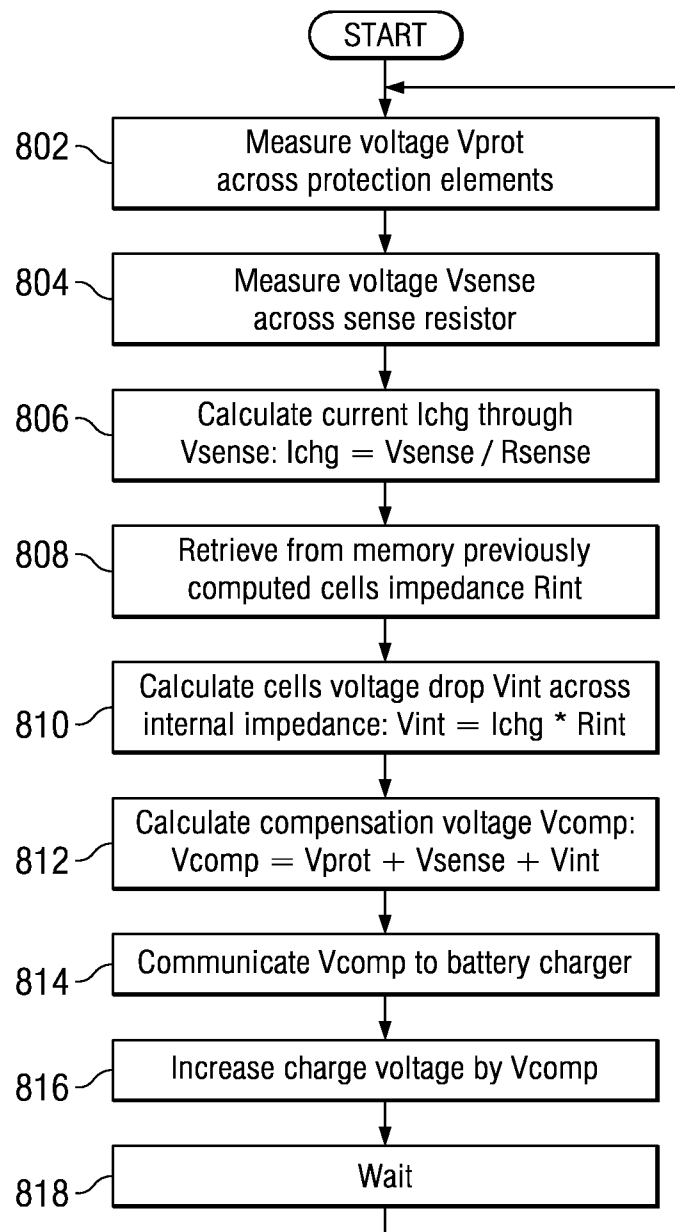 START
802
Measure voltage Vprot
across protection elements
804
Measure voltage Vsense
across sense resistor
806
Calculate current Ichg through
Vsense: Ichg = Vsense / Rsense
808
Retrieve from memory previously
computed cells impedance Rint
810
Calculate cells voltage drop Vint across
internal impedance: Vint = Ichg * Rint
812
Calculate compensation voltage Vcomp:
Vcomp = Vprot + Vsense + Vint
814
Communicate Vcomp to battery charger
816
Increase charge voltage by Vcomp
818
Wait